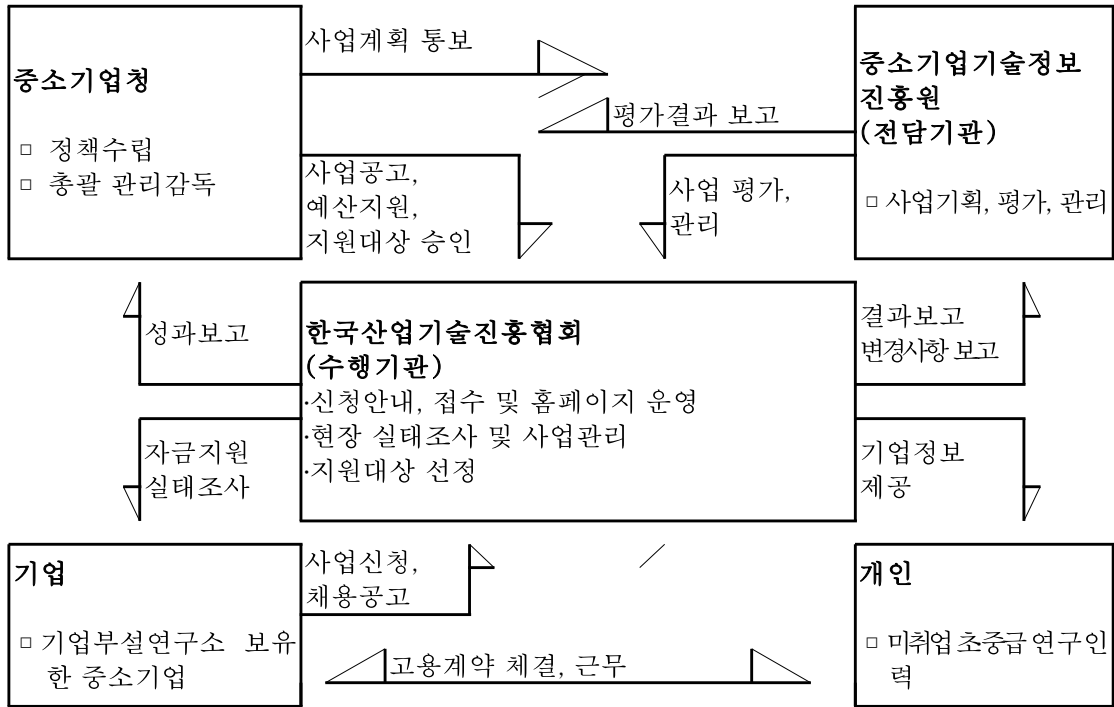 사업계획 통보
중소기업청
□ 정책수립
□ 총괄 관리감독
중소기업기술정보
진흥원
(전담기관)
□ 사업기획, 평가, 관리
평가결과 보고
사업공고,
예산지원,
지원대상 승인
사업 평가,
관리
성과보고
한국산업기술진흥협회
(수행기관)
·신청안내, 접수 및 홈페이지 운영
·현장 실태조사 및 사업관리
·지원대상 선정
결과보고
변경사항 보고
자금지원
실태조사
기업정보
제공
기업
□ 기업부설연구소 보유
한 중소기업
사업신청,
채용공고
개인
□ 미취업 초중급 연구인
력
고용계약 체결, 근무